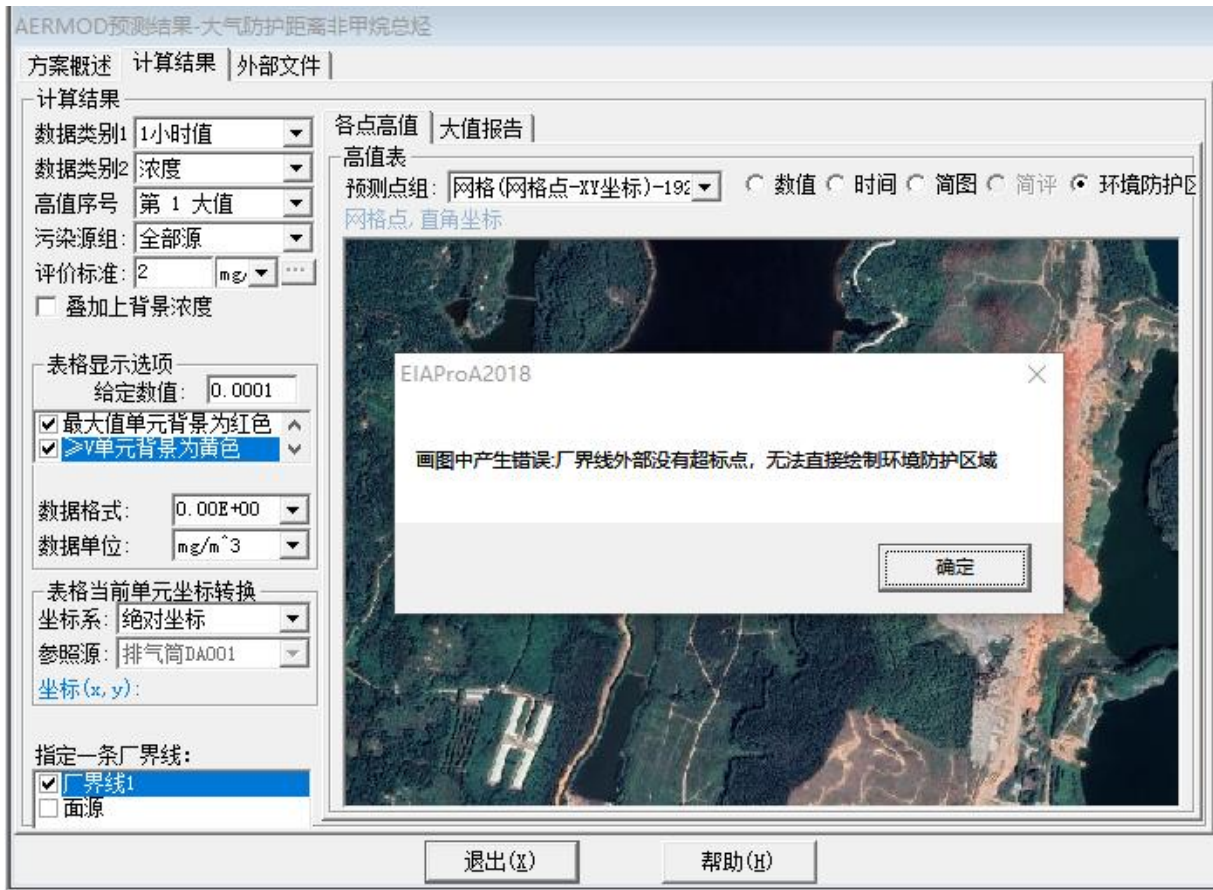 AERMOD预测结果-大气防护距离非甲烷总烃
方案概述 计算结果 外部文件
计算结果
数据类别1 1小时值
数据类别2 浓度
高值序号 第 1 大值
污染源组: 全部源
评价标准: 2 mg/ ...
叠加上背景浓度
表格显示选项
给定数值: 0.0001
最大值单元背景为红色
≥V单元背景为黄色
数据格式: 0.00E+00
数据单位: mg/m^3
表格当前单元坐标转换
坐标系: 绝对坐标
参照源: 排气筒DA001
坐标(x,y):
指定一条厂界线:
厂界线1
面源
各点高值 大值报告
高值表
预测点组: 网格(网格点-XY坐标)-192 数值 时间 简图 简评 环境防护
网格点,直角坐标
EIAProA2018
画图中产生错误:厂界线外部没有超标点，无法直接绘制环境防护区域
确定
退出(X) 帮助(H)